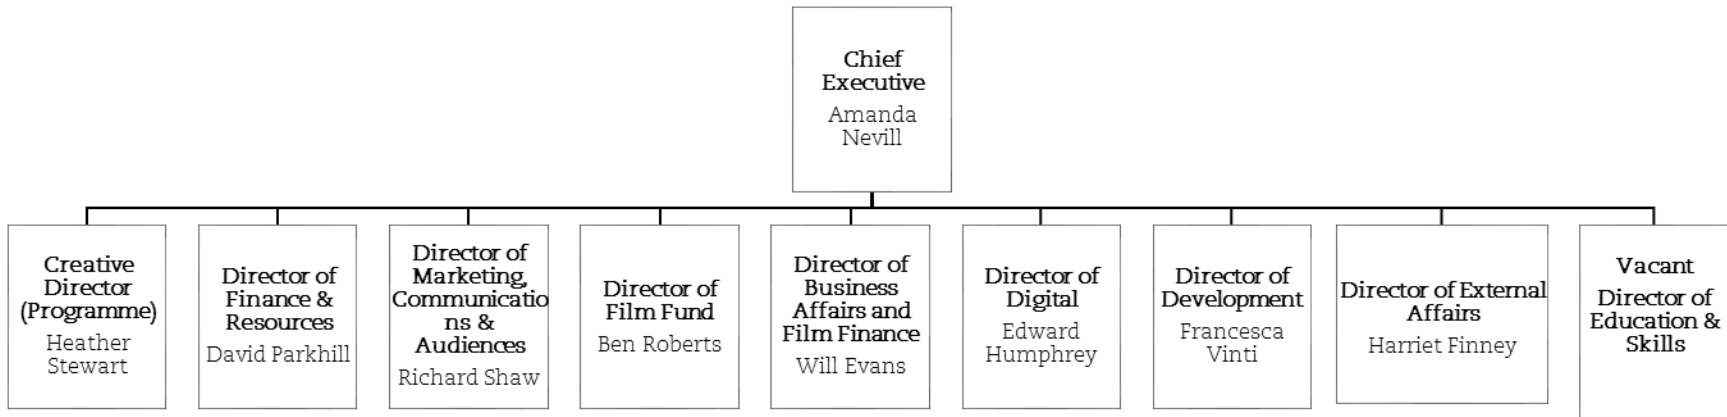 Chief
Executive
Amanda
Nevill
Creative
Director
(Programme)
Heather
Stewart
Director of
Finance &
Resources
David Parkhill
Director of
Marketing,
Communicatio
ns &
Audiences
Richard Shaw
Director of
Film Fund
Ben Roberts
Director of
Business
Affairs and
Film Finance
Will Evans
Director of
Digital
Edward
Humphrey
Director of
Development
Francesca
Vinti
Director of External
Affairs
Harriet Finney
Vacant
Director of
Education &
Skills